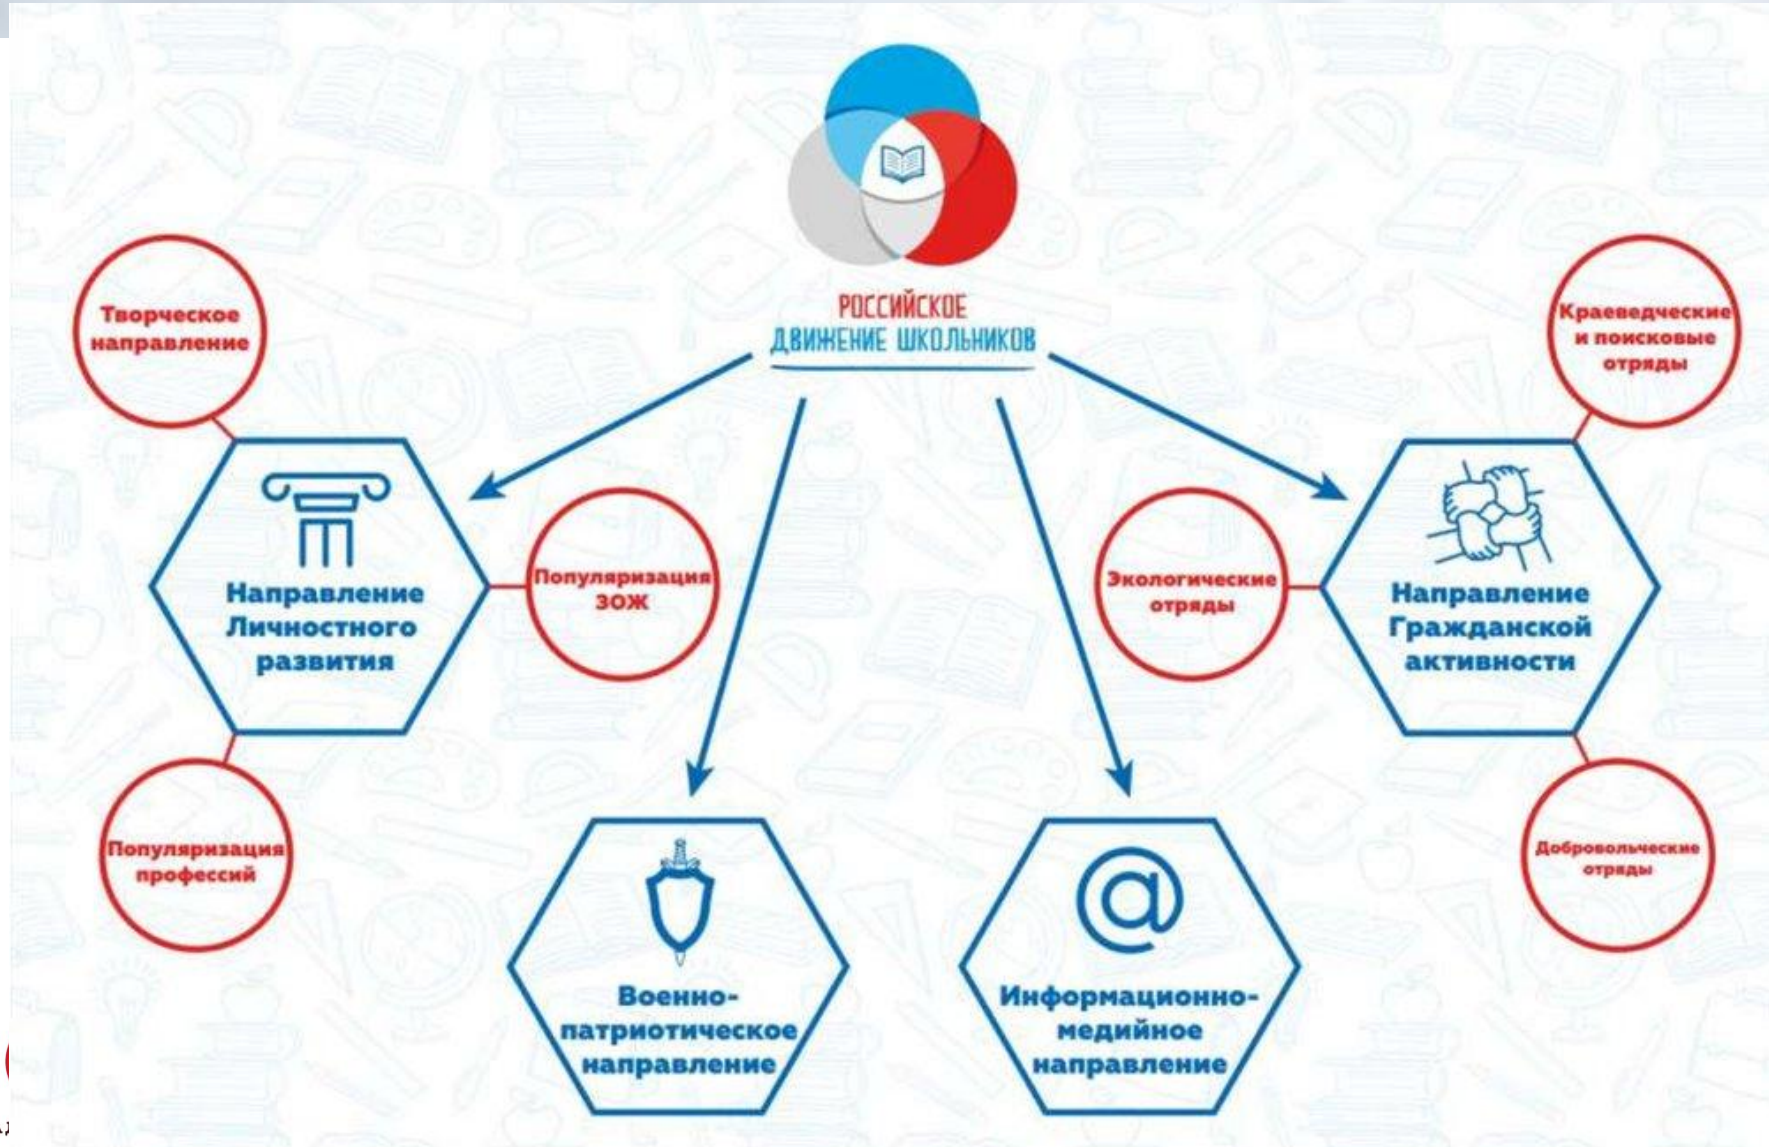 РОССИЙСКОЕ
ДВИЖЕНИЕ ШКОЛЬНИКОВ
Творческое
направление
Направление
Личностного
развития
Популяризация
ЗОЖ
Популяризация
профессий
Военно-
патриотическое
направление
@
Информационно-
медийное
направление
Экологические
отряды
Краеведческие
и поисковые
отряды
Направление
Гражданской
активности
Добровольческие
отряды